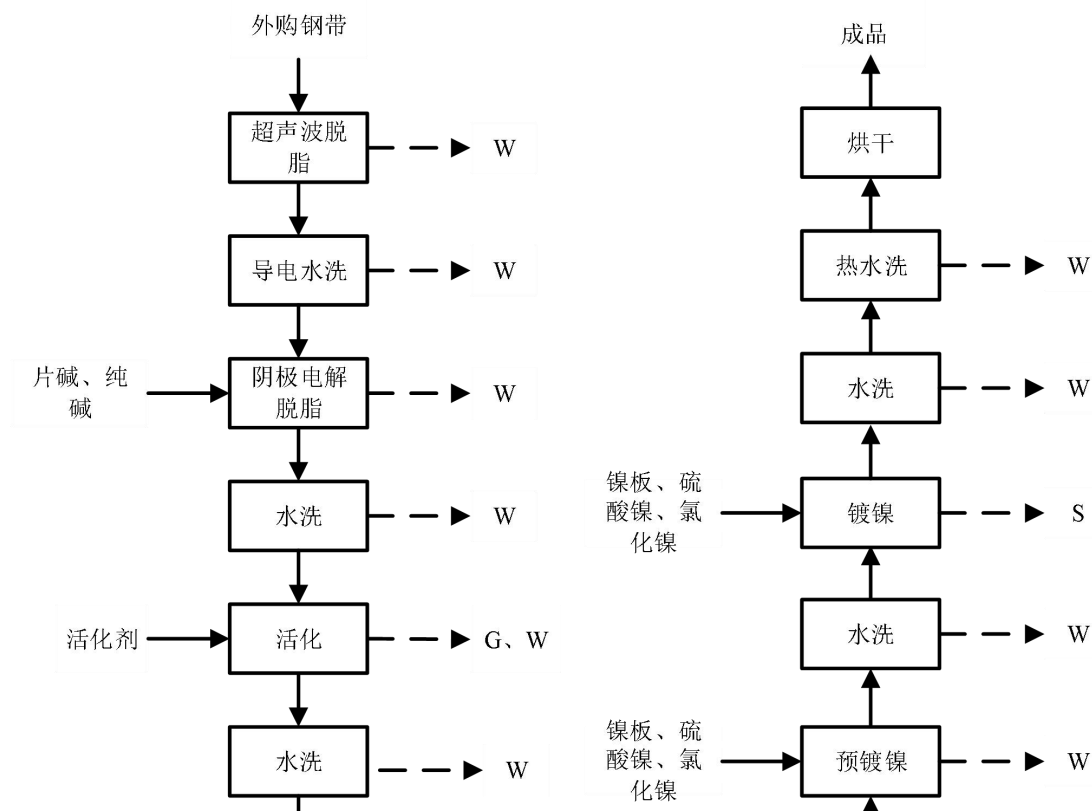 外购钢带
超声波脱
脂
W
导电水洗
W
片碱、纯
碱
阴极电解
脱脂
W
水洗
W
活化剂
活化
G、W
水洗
W
成品
烘干
热水洗
W
水洗
W
镍板、硫
酸镍、氯
化镍
镀镍
S
水洗
W
镍板、硫
酸镍、氯
化镍
预镀镍
W